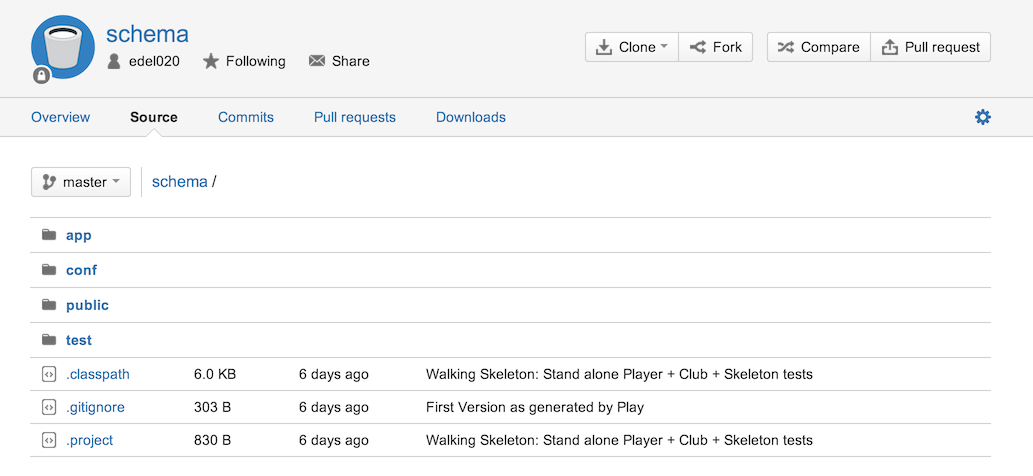 schema
edel020 Following Share
Clone Fork Compare Pull request
Overview Source Commits Pull requests Downloads
master schema /
app
conf
public
test
.classpath 6.0 KB 6 days ago Walking Skeleton: Stand alone Player + Club + Skeleton tests
.gitignore 303 B 6 days ago First Version as generated by Play
.project 830 B 6 days ago Walking Skeleton: Stand alone Player + Club + Skeleton tests